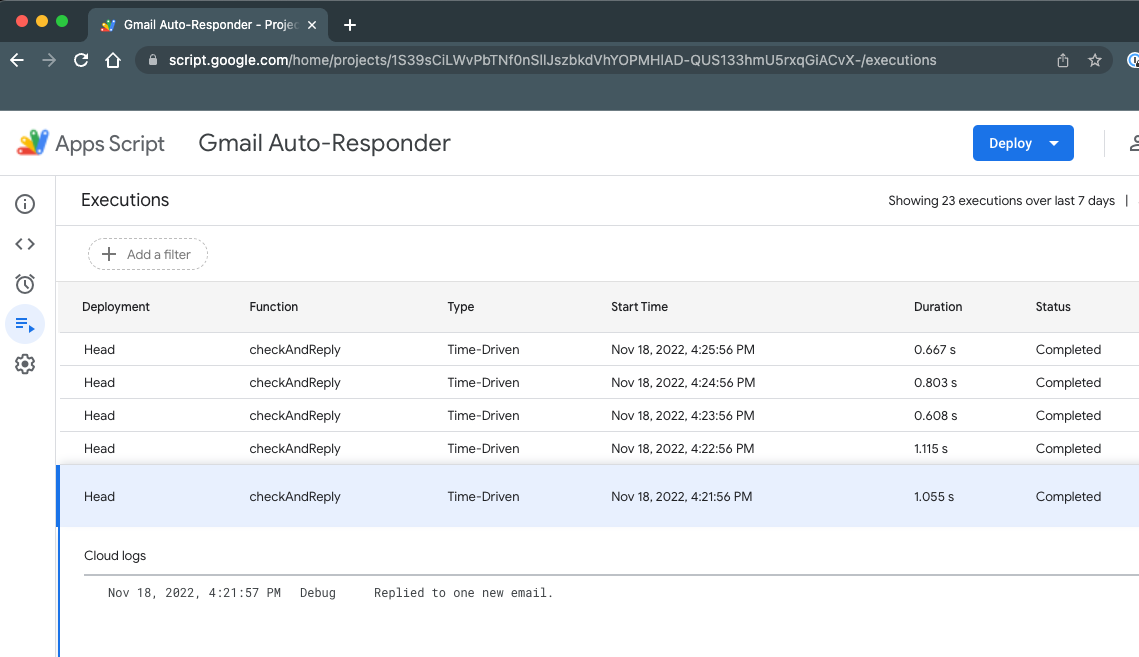 Gmail Auto-Responder - Projec
script.google.com/home/projects/1S39sCiLWvPbTNf0nSlIJszbkdVhYOPMHlAD-QUS133hmU5rxqGiACvX-/executions
Apps Script Gmail Auto-Responder Deploy
Executions Showing 23 executions over last 7 days |
Add a filter
Deployment Function Type Start Time Duration Status
Head checkAndReply Time-Driven Nov 18, 2022, 4:25:56 PM 0.667 s Completed
Head checkAndReply Time-Driven Nov 18, 2022, 4:24:56 PM 0.803 s Completed
Head checkAndReply Time-Driven Nov 18, 2022, 4:23:56 PM 0.608 s Completed
Head checkAndReply Time-Driven Nov 18, 2022, 4:22:56 PM 1.115 s Completed
Head checkAndReply Time-Driven Nov 18, 2022, 4:21:56 PM 1.055 s Completed
Cloud logs
Nov 18, 2022, 4:21:57 PM Debug Replied to one new email.